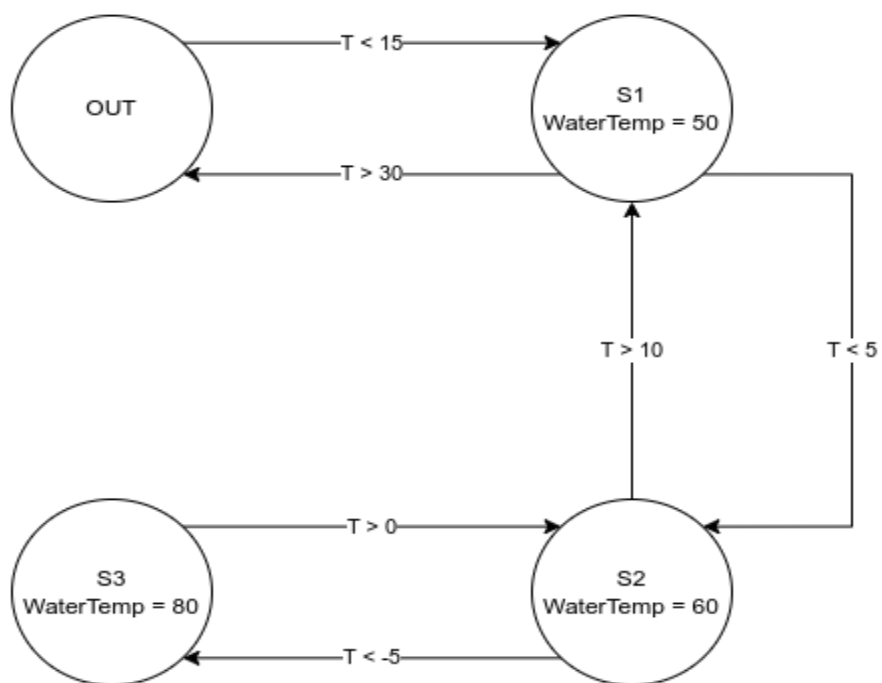 T < 15
OUT
S1
WaterTemp = 50
T > 30
T > 10
T < 5
T > 0
S3
WaterTemp = 80
S2
WaterTemp = 60
T < -5